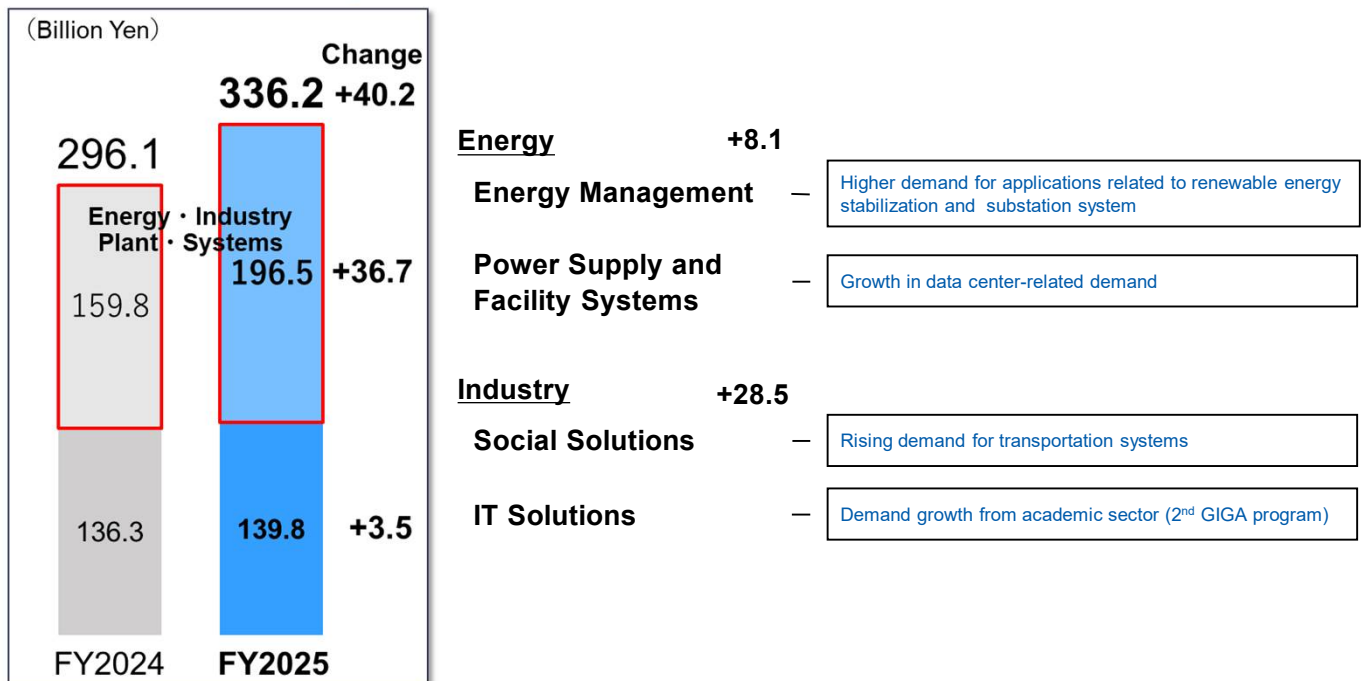 （Billion Yen）
Change
336.2 +40.2
296.1
Energy・Industry
Plant・Systems
196.5 +36.7
159.8
136.3
139.8 +3.5
FY2024 FY2025
Energy +8.1
Energy Management – Higher demand for applications related to renewable energy
stabilization and substation system
Power Supply and
Facility Systems – Growth in data center-related demand
Industry +28.5
Social Solutions – Rising demand for transportation systems
IT Solutions – Demand growth from academic sector (2nd GIGA program)